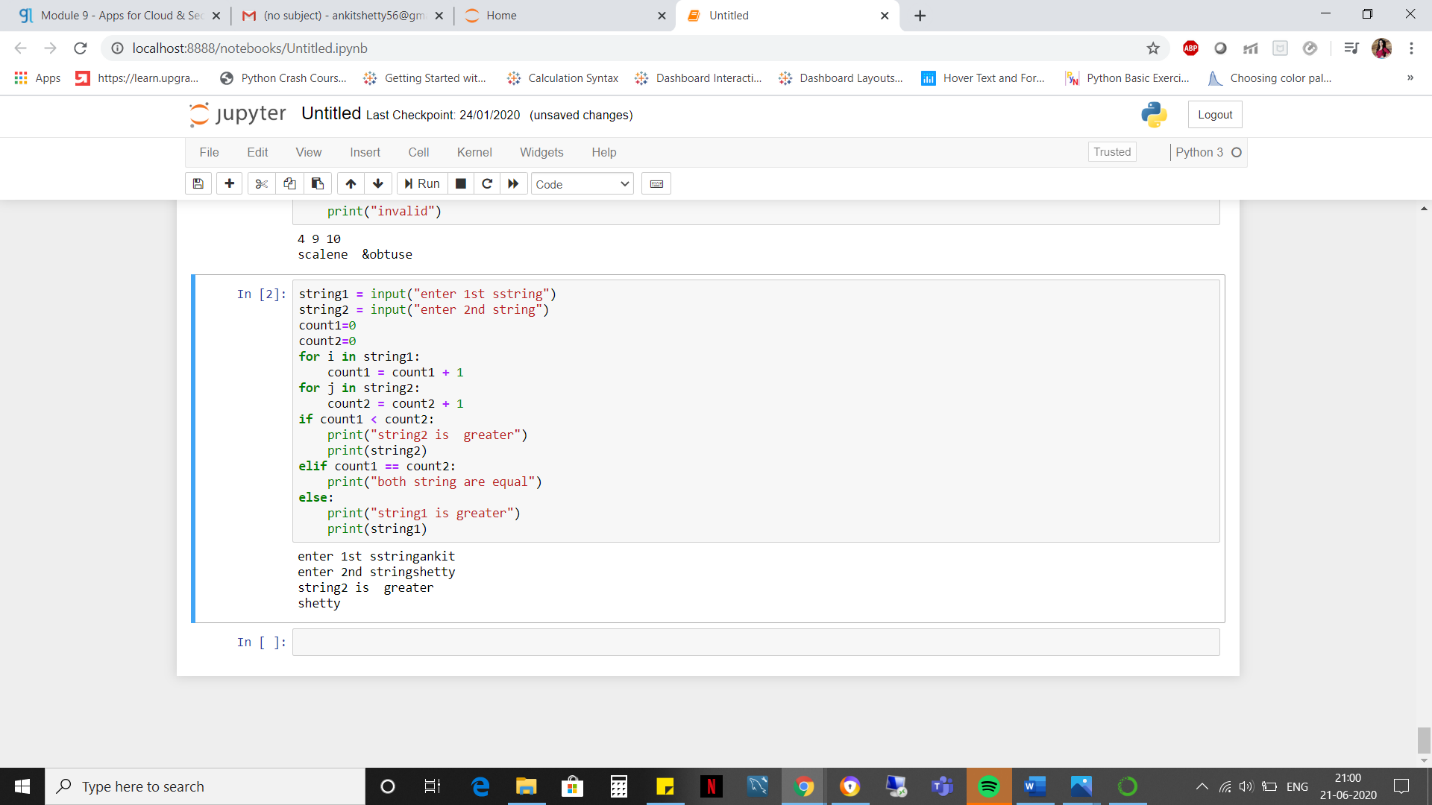 Module 9 - Apps for Cloud & Sec
(no subject) - ankitshetty56@gm
Home
Untitled
localhost:8888/notebooks/Untitled.ipynb
ABP
Apps
https://learn.upgra...
Python Crash Cours...
Getting Started wit...
Calculation Syntax
Dashboard Interacti...
Dashboard Layouts...
Hover Text and For...
Python Basic Exerci...
Choosing color pal...
»
jupyter Untitled Last Checkpoint: 24/01/2020 (unsaved changes)
Logout
File Edit View Insert Cell Kernel Widgets Help
Trusted
Python 3
Run
Code
print("invalid")
4 9 10
scalene  &obtuse
In [2]:
string1 = input("enter 1st sstring")
string2 = input("enter 2nd string")
count1=0
count2=0
for i in string1:
    count1 = count1 + 1
for j in string2:
    count2 = count2 + 1
if count1 < count2:
    print("string2 is  greater")
    print(string2)
elif count1 == count2:
    print("both string are equal")
else:
    print("string1 is greater")
    print(string1)
enter 1st sstringankit
enter 2nd stringshetty
string2 is  greater
shetty
In [ ]:
Type here to search
N
W
ENG
21:00
21-06-2020